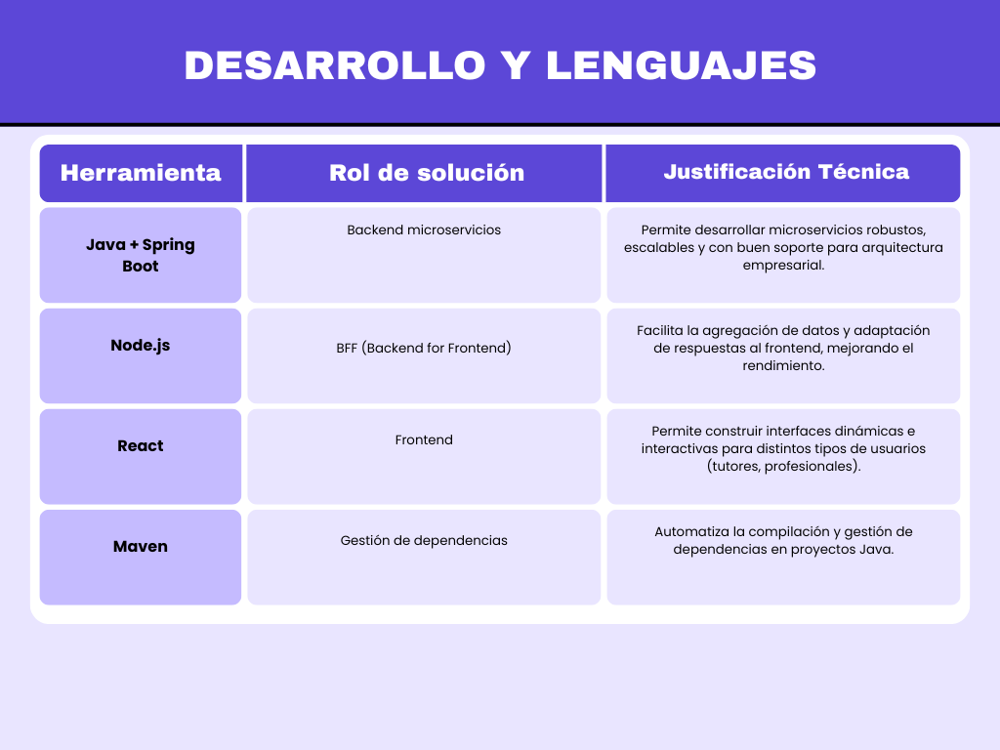 DESARROLLO Y LENGUAJES
Herramienta
Rol de solución
Justificación Técnica
Java + Spring
Boot
Backend microservicios
Permite desarrollar microservicios robustos,
escalables y con buen soporte para arquitectura
empresarial.
Node.js
BFF (Backend for Frontend)
Facilita la agregación de datos y adaptación
de respuestas al frontend, mejorando el
rendimiento.
React
Frontend
Permite construir interfaces dinámicas e
interactivas para distintos tipos de usuarios
(tutores, profesionales).
Maven
Gestión de dependencias
Automatiza la compilación y gestión de
dependencias en proyectos Java.